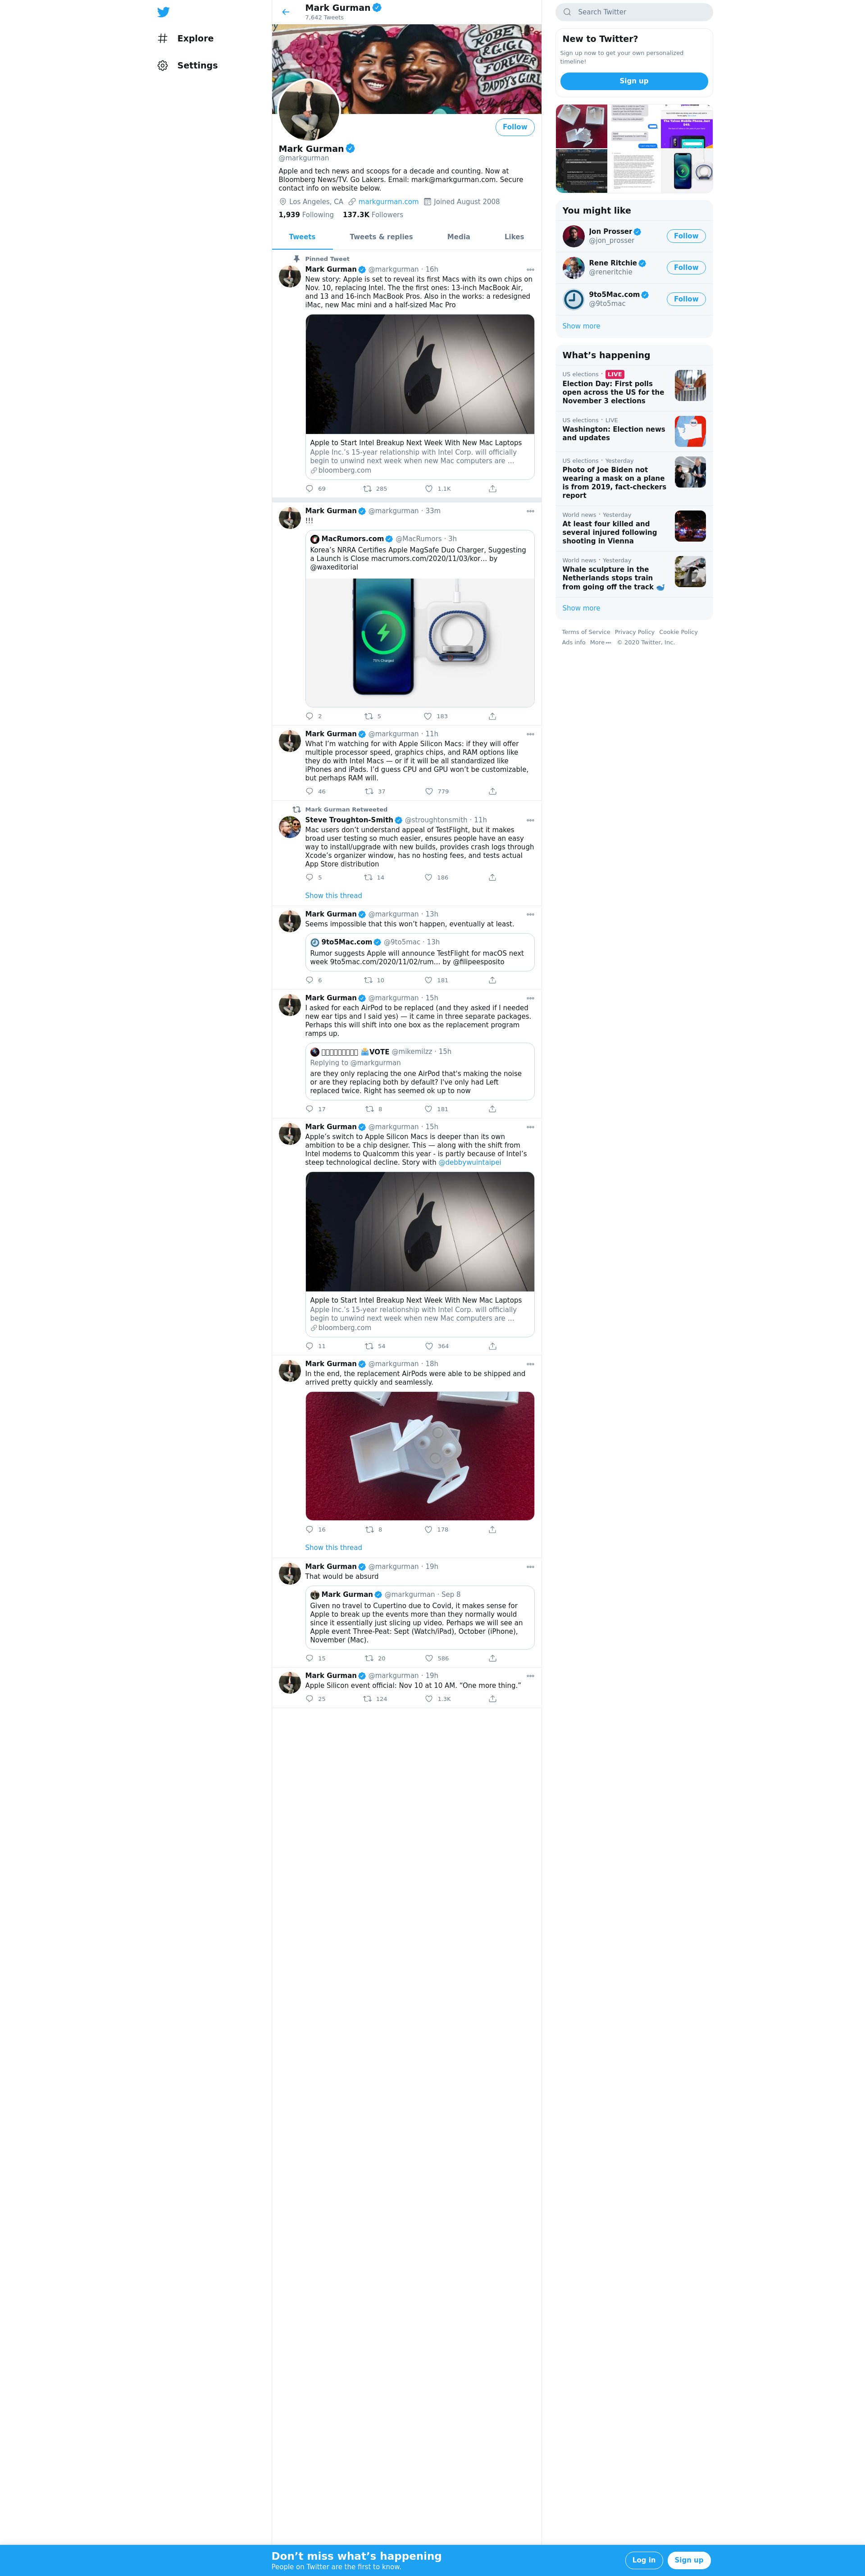 Explore
Settings
Mark Gurman
7,642 Tweets
KOBE
& GIGI
FOREVER
DADDY'S GIRL
Follow
Mark Gurman
@markgurman
Apple and tech news and scoops for a decade and counting. Now at
Bloomberg News/TV. Go Lakers. Email: mark@markgurman.com. Secure
contact info on website below.
Los Angeles, CA markgurman.com Joined August 2008
1,939 Following 137.3K Followers
Tweets Tweets & replies Media Likes
Pinned Tweet
Mark Gurman @markgurman · 16h
New story: Apple is set to reveal its first Macs with its own chips on
Nov. 10, replacing Intel. The the first ones: 13-inch MacBook Air,
and 13 and 16-inch MacBook Pros. Also in the works: a redesigned
iMac, new Mac mini and a half-sized Mac Pro
Apple to Start Intel Breakup Next Week With New Mac Laptops
Apple Inc.’s 15-year relationship with Intel Corp. will officially
begin to unwind next week when new Mac computers are …
bloomberg.com
69 285 1.1K
Mark Gurman @markgurman · 33m
!!!
MacRumors.com @MacRumors · 3h
Korea’s NRRA Certifies Apple MagSafe Duo Charger, Suggesting
a Launch is Close macrumors.com/2020/11/03/kor… by
@waxeditorial
75% Charged
2 5 183
Mark Gurman @markgurman · 11h
What I’m watching for with Apple Silicon Macs: if they will offer
multiple processor speed, graphics chips, and RAM options like
they do with Intel Macs — or if it will be all standardized like
iPhones and iPads. I’d guess CPU and GPU won’t be customizable,
but perhaps RAM will.
46 37 779
Mark Gurman Retweeted
Steve Troughton-Smith @stroughtonsmith · 11h
Mac users don’t understand appeal of TestFlight, but it makes
broad user testing so much easier, ensures people have an easy
way to install/upgrade with new builds, provides crash logs through
Xcode’s organizer window, has no hosting fees, and tests actual
App Store distribution
5 14 186
Show this thread
Mark Gurman @markgurman · 13h
Seems impossible that this won’t happen, eventually at least.
9to5Mac.com @9to5mac · 13h
Rumor suggests Apple will announce TestFlight for macOS next
week 9to5mac.com/2020/11/02/rum… by @filipeesposito
6 10 181
Mark Gurman @markgurman · 15h
I asked for each AirPod to be replaced (and they asked if I needed
new ear tips and I said yes) — it came in three separate packages.
Perhaps this will shift into one box as the replacement program
ramps up.
VOTE @mikemilzz · 15h
Replying to @markgurman
are they only replacing the one AirPod that's making the noise
or are they replacing both by default? I've only had Left
replaced twice. Right has seemed ok up to now
17 8 181
Mark Gurman @markgurman · 15h
Apple’s switch to Apple Silicon Macs is deeper than its own
ambition to be a chip designer. This — along with the shift from
Intel modems to Qualcomm this year - is partly because of Intel’s
steep technological decline. Story with @debbywuintaipei
Apple to Start Intel Breakup Next Week With New Mac Laptops
Apple Inc.’s 15-year relationship with Intel Corp. will officially
begin to unwind next week when new Mac computers are …
bloomberg.com
11 54 364
Mark Gurman @markgurman · 18h
In the end, the replacement AirPods were able to be shipped and
arrived pretty quickly and seamlessly.
16 8 178
Show this thread
Mark Gurman @markgurman · 19h
That would be absurd
Mark Gurman @markgurman · Sep 8
Given no travel to Cupertino due to Covid, it makes sense for
Apple to break up the events more than they normally would
since it essentially just slicing up video. Perhaps we will see an
Apple event Three-Peat: Sept (Watch/iPad), October (iPhone),
November (Mac).
15 20 586
Mark Gurman @markgurman · 19h
Apple Silicon event official: Nov 10 at 10 AM. “One more thing.”
25 124 1.3K
Search Twitter
New to Twitter?
Sign up now to get your own personalized
timeline!
Sign up
You might like
Jon Prosser
@jon_prosser
Follow
Rene Ritchie
@reneritchie
Follow
9to5Mac.com
@9to5mac
Follow
Show more
What’s happening
US elections · LIVE
Election Day: First polls
open across the US for the
November 3 elections
US elections · LIVE
Washington: Election news
and updates
US elections · Yesterday
Photo of Joe Biden not
wearing a mask on a plane
is from 2019, fact-checkers
report
World news · Yesterday
At least four killed and
several injured following
shooting in Vienna
World news · Yesterday
Whale sculpture in the
Netherlands stops train
from going off the track
Show more
Terms of Service Privacy Policy Cookie Policy
Ads info More © 2020 Twitter, Inc.
Don’t miss what’s happening
People on Twitter are the first to know.
Log in
Sign up